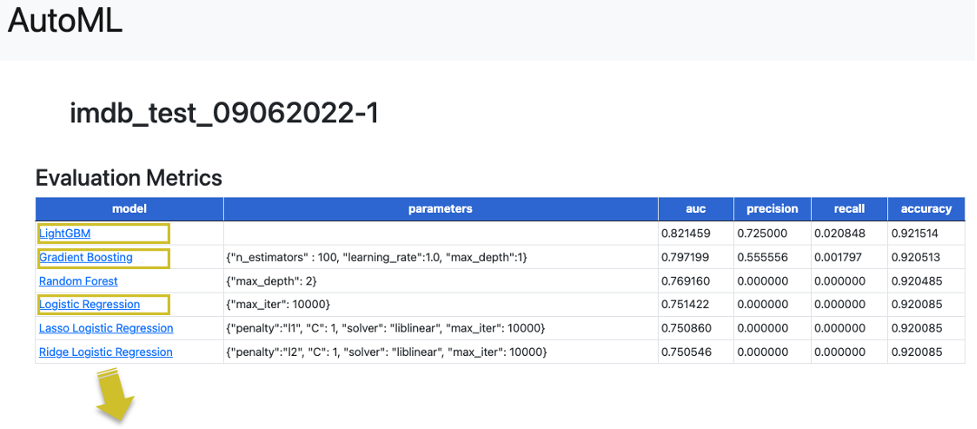 AutoML
imdb_test_09062022-1
Evaluation Metrics
model parameters auc precision recall accuracy
LightGBM 0.821459 0.725000 0.020848 0.921514
Gradient Boosting {"n_estimators" : 100, "learning_rate":1.0, "max_depth":1} 0.797199 0.555556 0.001797 0.920513
Random Forest {"max_depth": 2} 0.769160 0.000000 0.000000 0.920485
Logistic Regression {"max_iter": 10000} 0.751422 0.000000 0.000000 0.920085
Lasso Logistic Regression {"penalty":"l1", "C": 1, "solver": "liblinear", "max_iter": 10000} 0.750860 0.000000 0.000000 0.920085
Ridge Logistic Regression {"penalty":"l2", "C": 1, "solver": "liblinear", "max_iter": 10000} 0.750546 0.000000 0.000000 0.920085